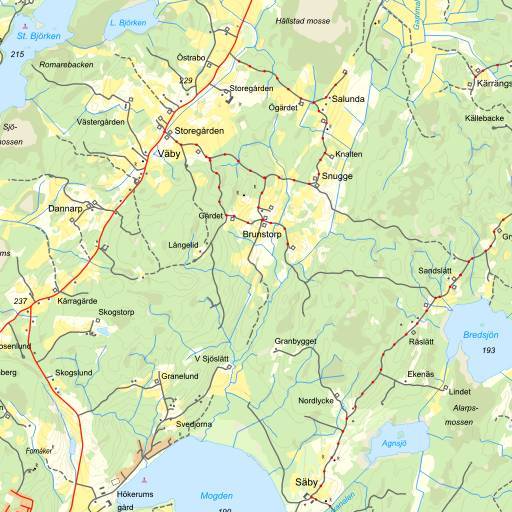 L. Björken
Hällstad mosse
St. Björken
215
Romarebacken
Östrabo
229
Storegården
Ögärdet
Salunda
Kärrängs
Källebacke
Västergården
Storegården
Sjö-
mossen
Väby
Knalten
Snugge
Dannarp
Gärdet
Brunstorp
Gry
Långelid
Sandslätt
237
Kärragärde
Skogstorp
Bredsjön
193
Råslätt
Granbygget
V Sjöslätt
Skogslund
Granelund
Ekenäs
Lindet
Nordlycke
Alarps-
mossen
Svedjorna
Agnsjö
Fornåker
Säby
Hökerums
gård
Mogden
190